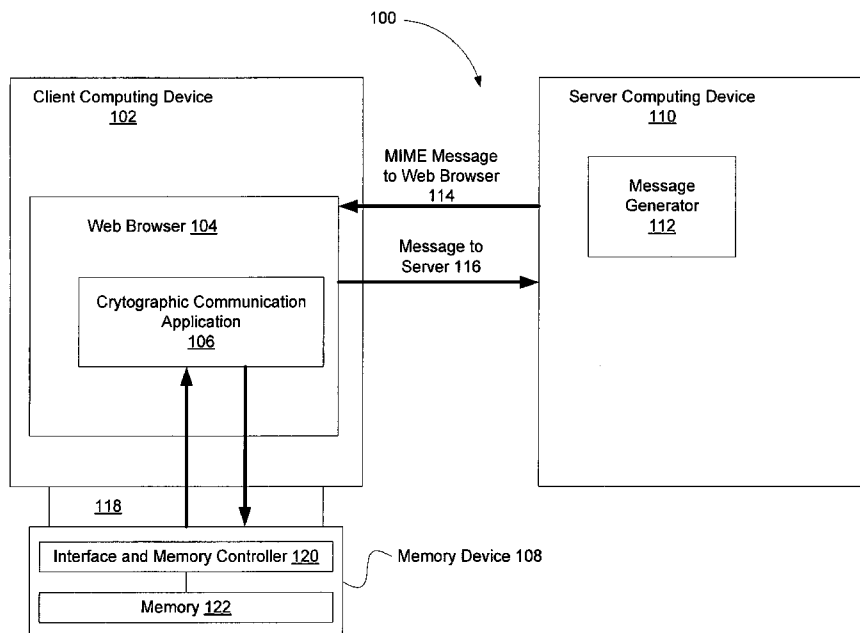 100
Client Computing Device
102
Server Computing Device
110
MIME Message
to Web Browser
114
Message
Generator
112
Web Browser 104
Message to
Server 116
Crytographic Communication
Application
106
118
Interface and Memory Controller 120
Memory Device 108
Memory 122